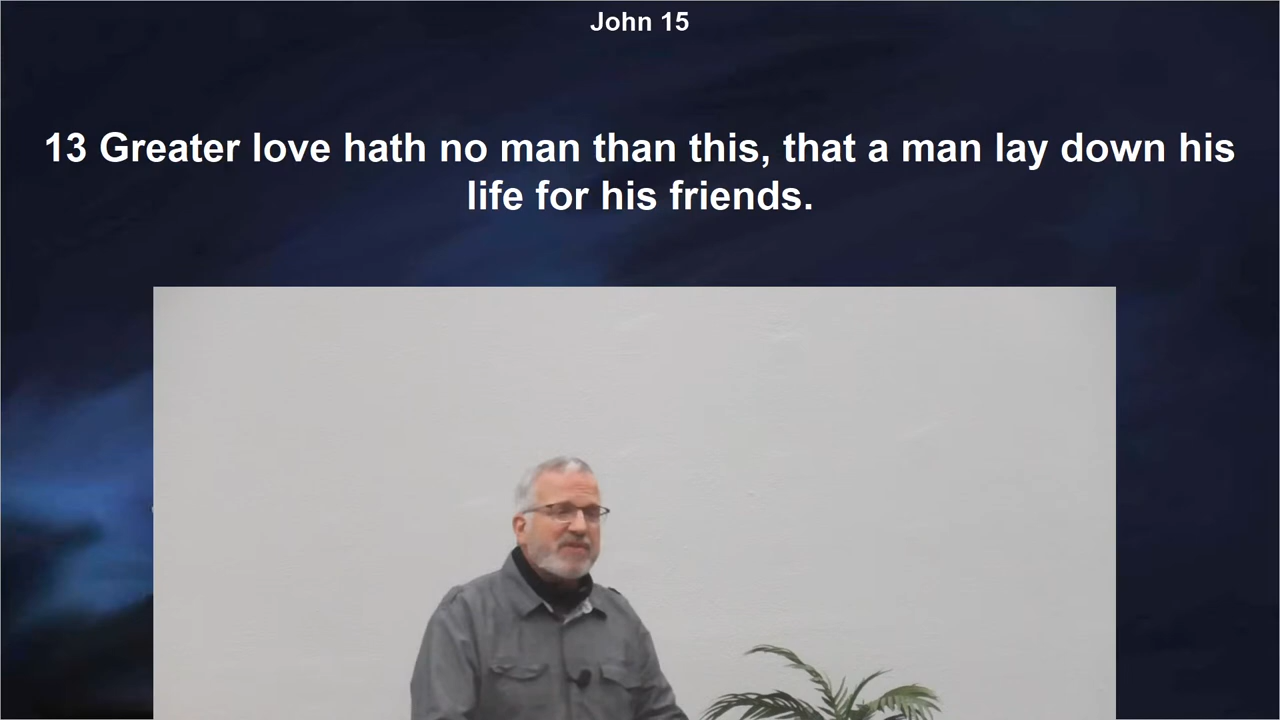 John 15
13 Greater love hath no man than this, that a man lay down his
life for his friends.